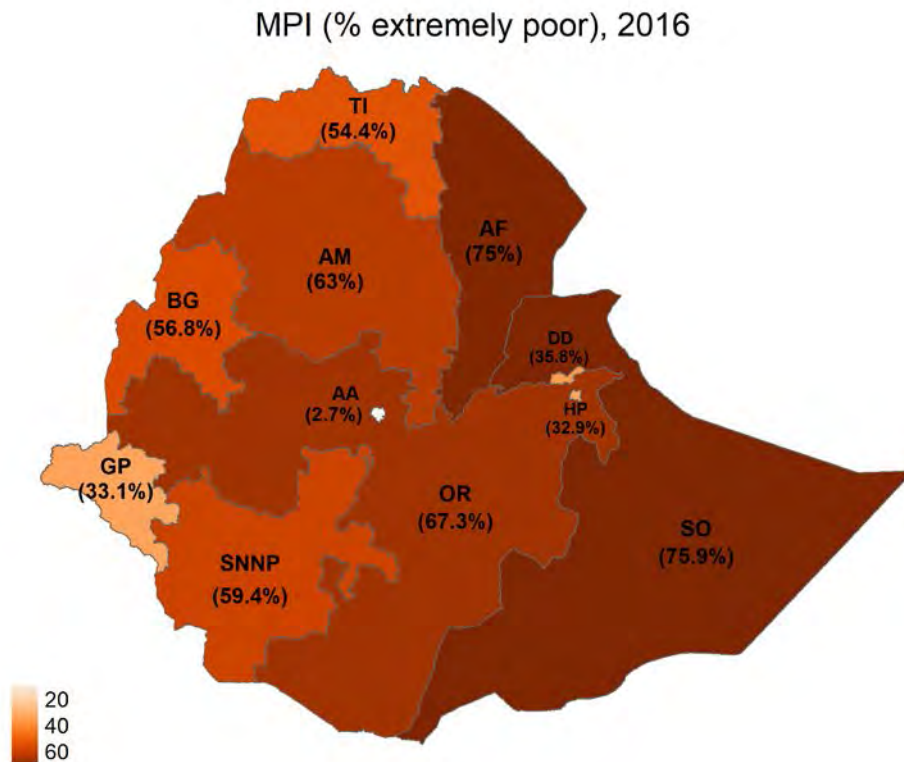 MPI (% extremely poor), 2016
TI
(54.4%)
AF
(75%)
AM
(63%)
BG
(56.8%)
DD
(35.8%)
AA
(2.7%)
HP
(32.9%)
GP
(33.1%)
OR
(67.3%)
SO
(75.9%)
SNNP
(59.4%)
20
40
60